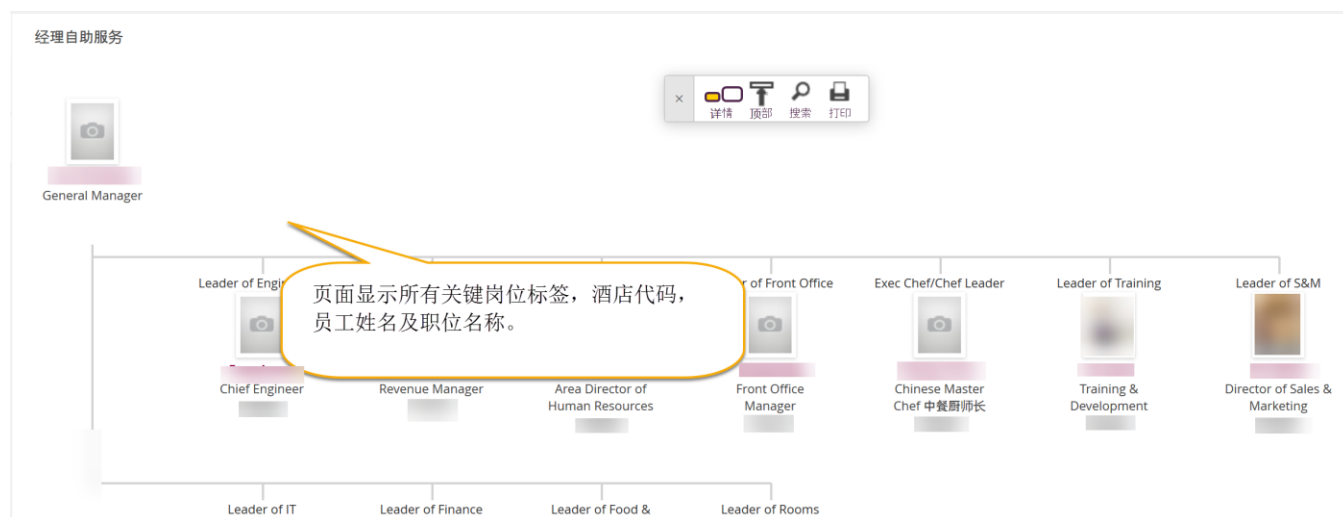 经理自助服务
×
详情 顶部 搜索 打印
General Manager
Leader of Engi
页面显示所有关键岗位标签，酒店代码，
员工姓名及职位名称。
of Front Office
Exec Chef/Chef Leader
Leader of Training
Leader of S&M
Chief Engineer
Revenue Manager
Area Director of
Human Resources
Front Office
Manager
Chinese Master
Chef 中餐厨师长
Training &
Development
Director of Sales &
Marketing
Leader of IT
Leader of Finance
Leader of Food &
Leader of Rooms